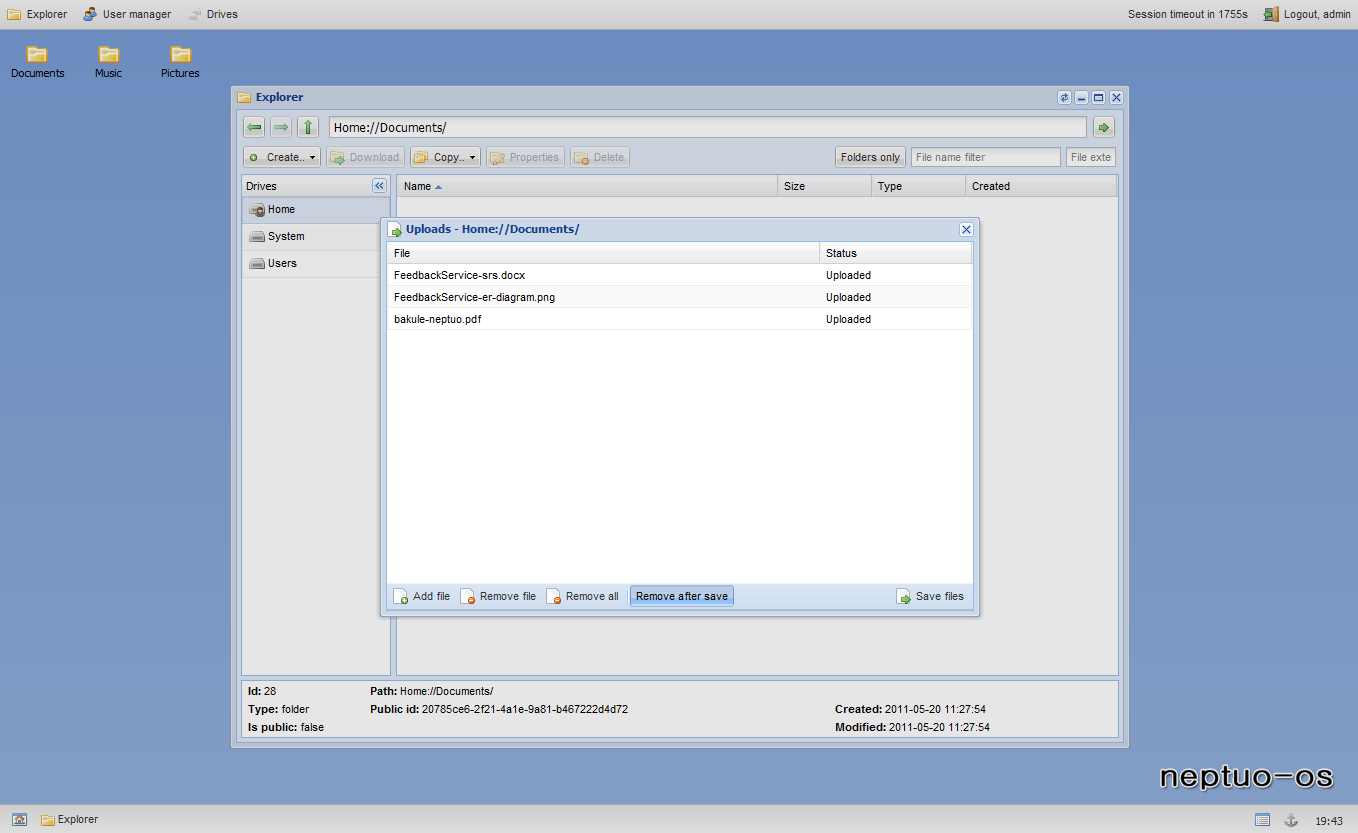 Explorer User manager Drives Session timeout in 1755s Logout, admin
Documents Music Pictures
Explorer
Home://Documents/
Create.. Download Copy.. Properties Delete Folders only File name filter File exte
Drives Name Size Type Created
Home
System
Users
Uploads - Home://Documents/
File Status
FeedbackService-srs.docx Uploaded
FeedbackService-er-diagram.png Uploaded
bakule-neptuo.pdf Uploaded
Add file Remove file Remove all Remove after save Save files
Id: 28 Path: Home://Documents/
Type: folder Public id: 20785ce6-2f21-4a1e-9a81-b467222d4d72 Created: 2011-05-20 11:27:54
Is public: false Modified: 2011-05-20 11:27:54
neptuo-os
Explorer 19:43